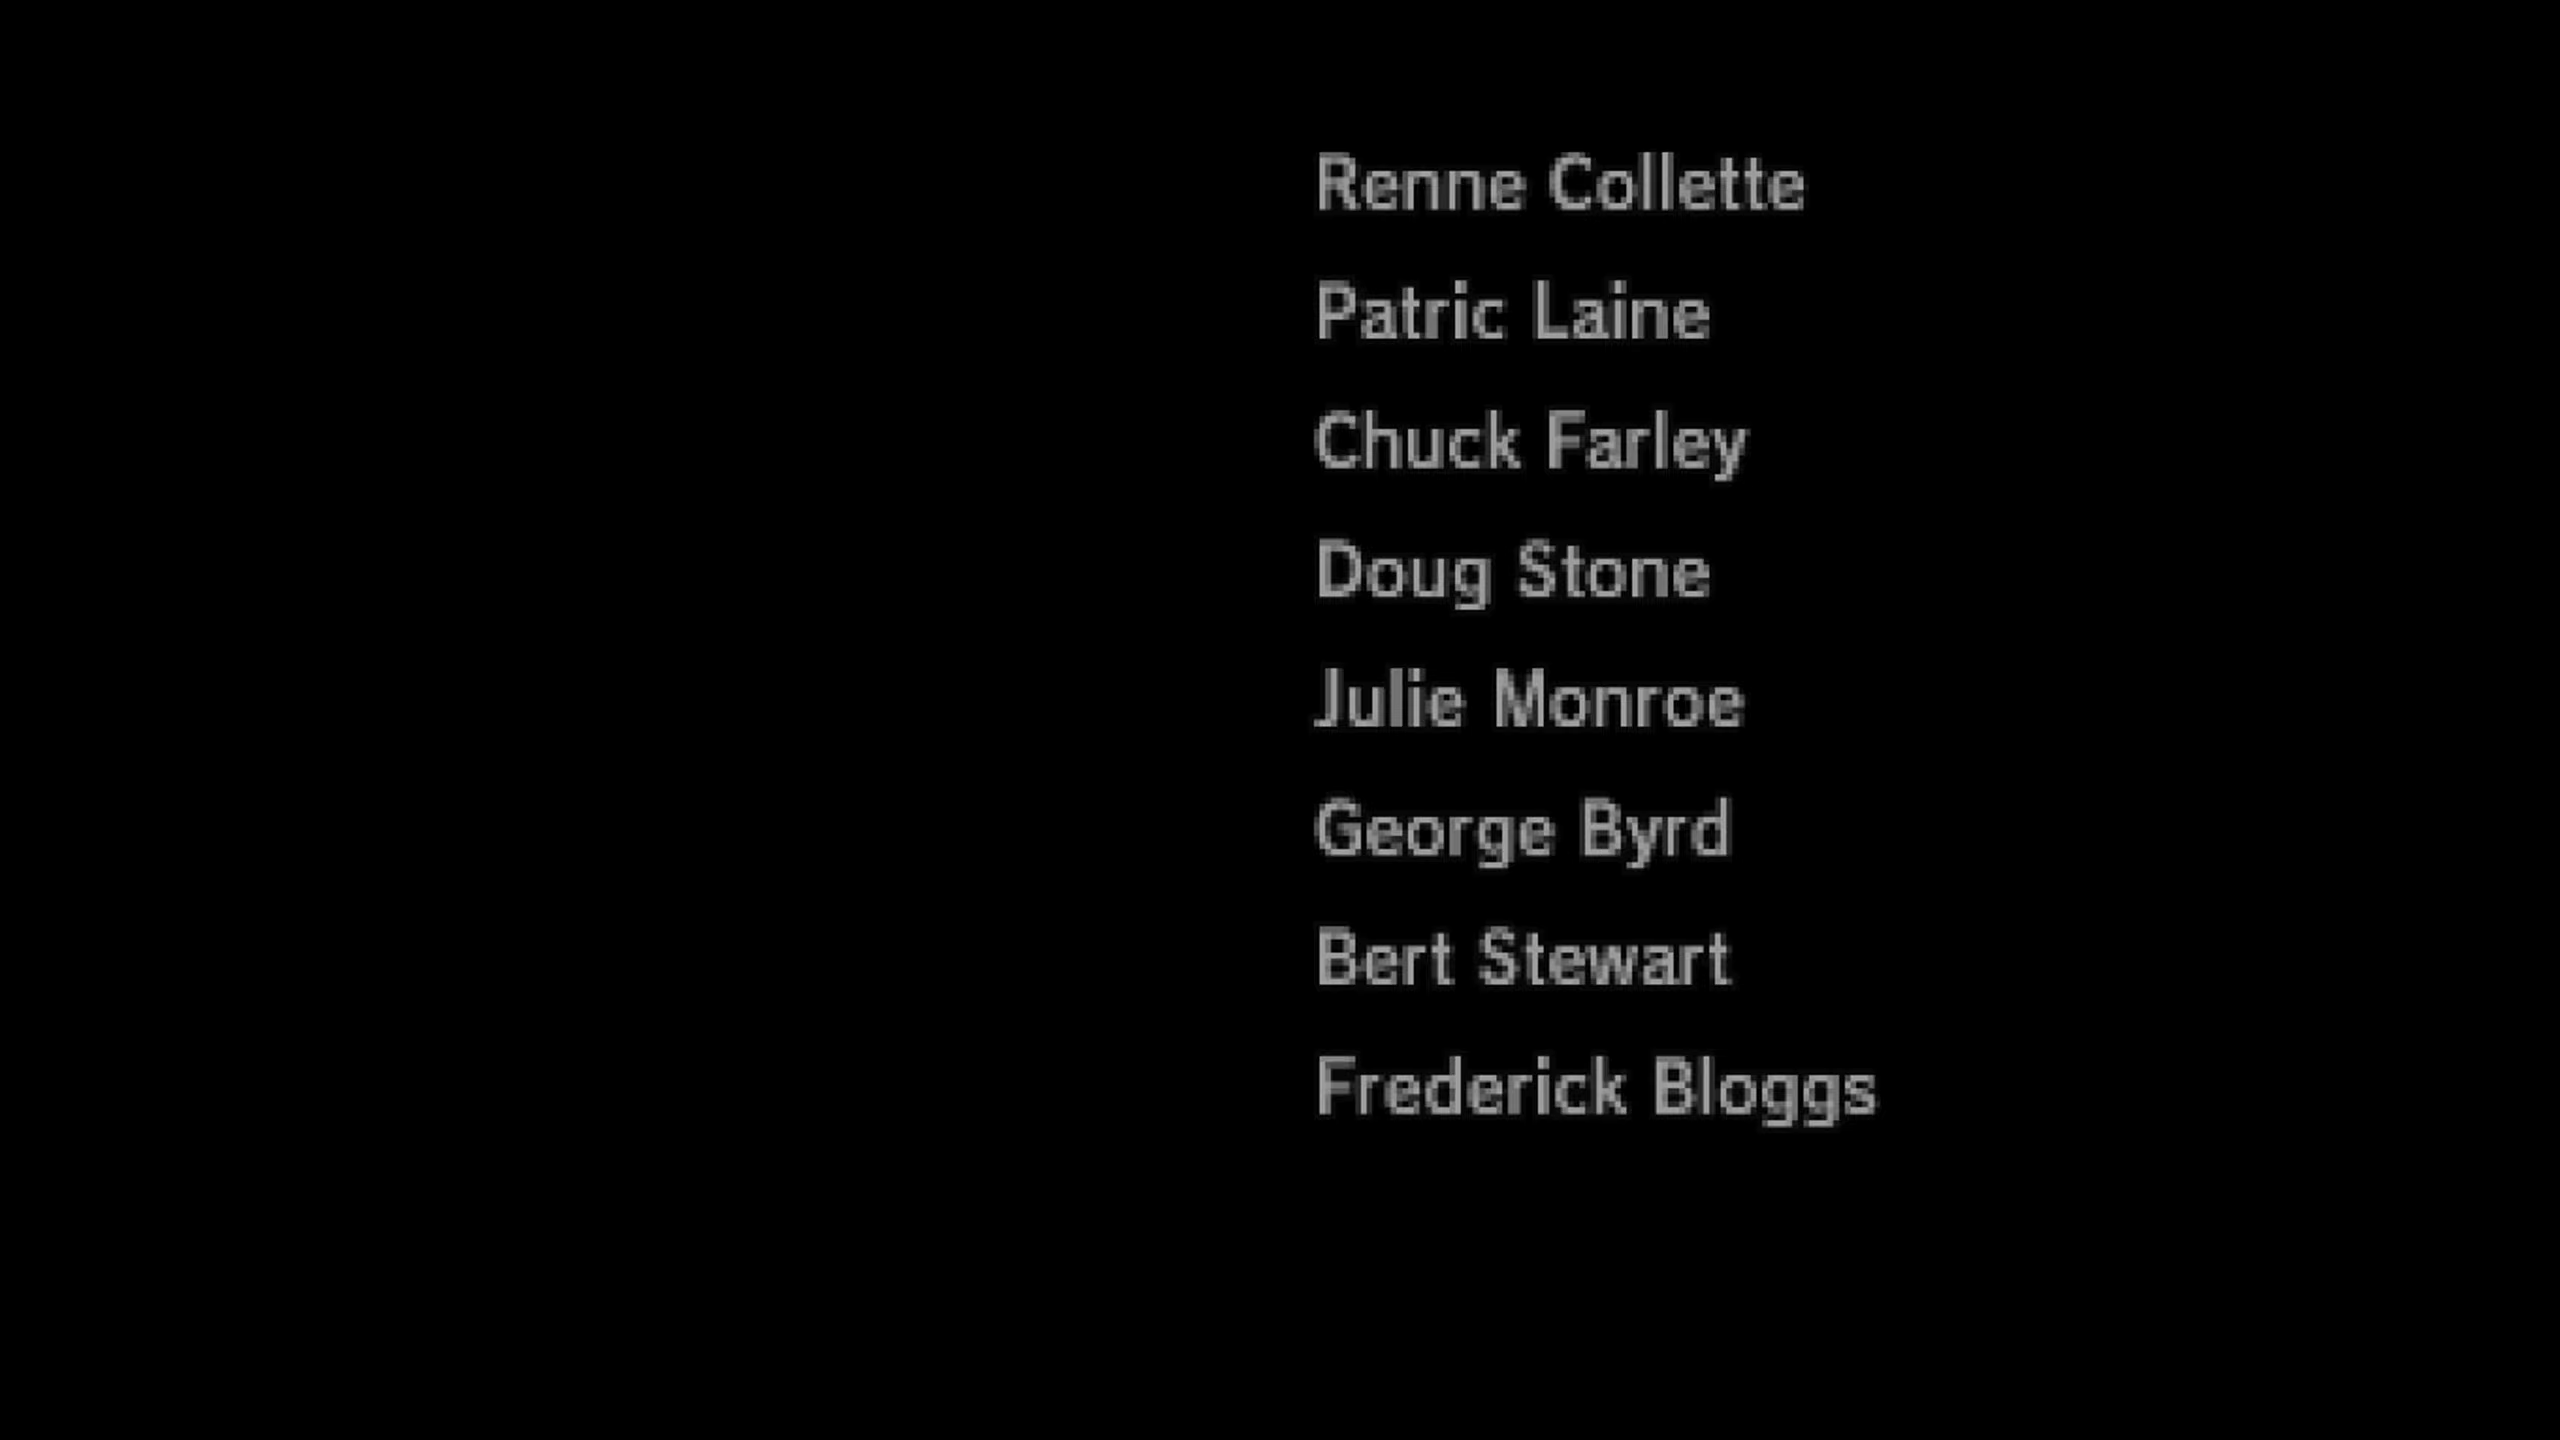 Renne Collette
Patric Laine
Chuck Farley
Doug Stone
Julie Monroe
George Byrd
Bert Stewart
Frederick Bloggs